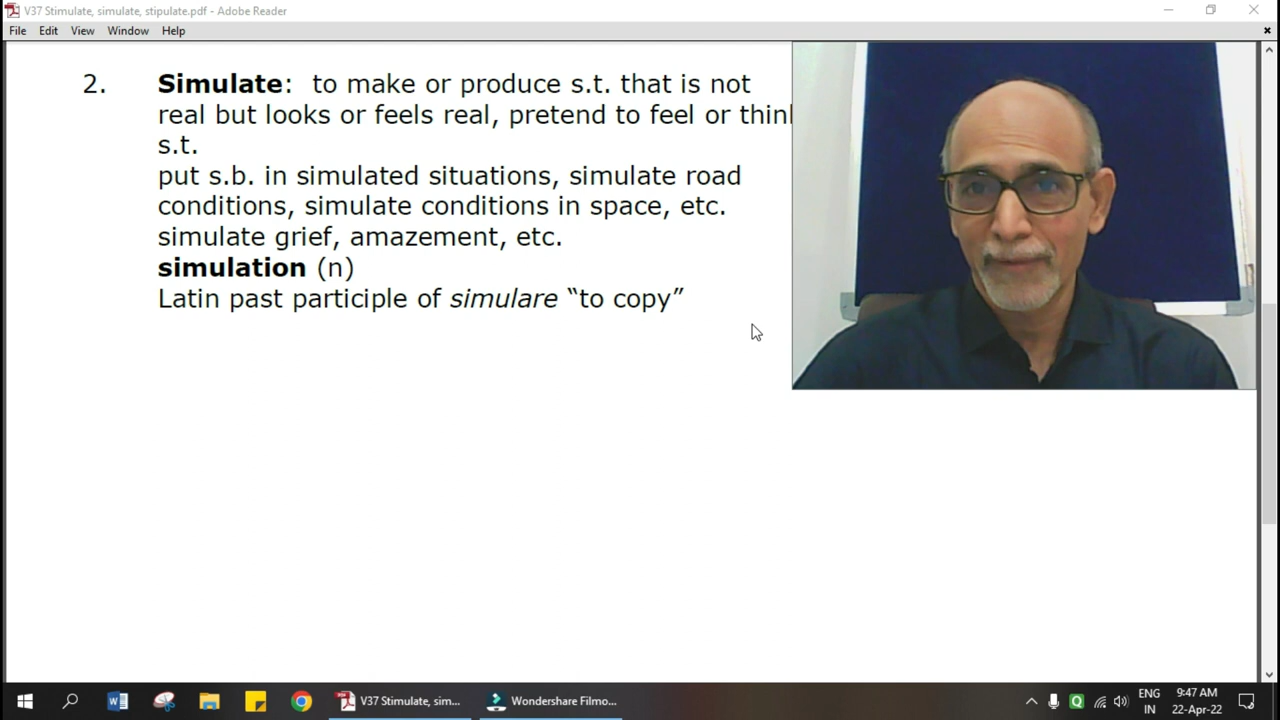 V37 Stimulate, simulate, stipulate.pdf - Adobe Reader
File Edit View Window Help
2. Simulate: to make or produce s.t. that is not
real but looks or feels real, pretend to feel or thin
s.t.
put s.b. in simulated situations, simulate road
conditions, simulate conditions in space, etc.
simulate grief, amazement, etc.
simulation (n)
Latin past participle of simulare “to copy”
V37 Stimulate, sim... Wondershare Filmo... ENG 9:47 AM
IN 22-Apr-22